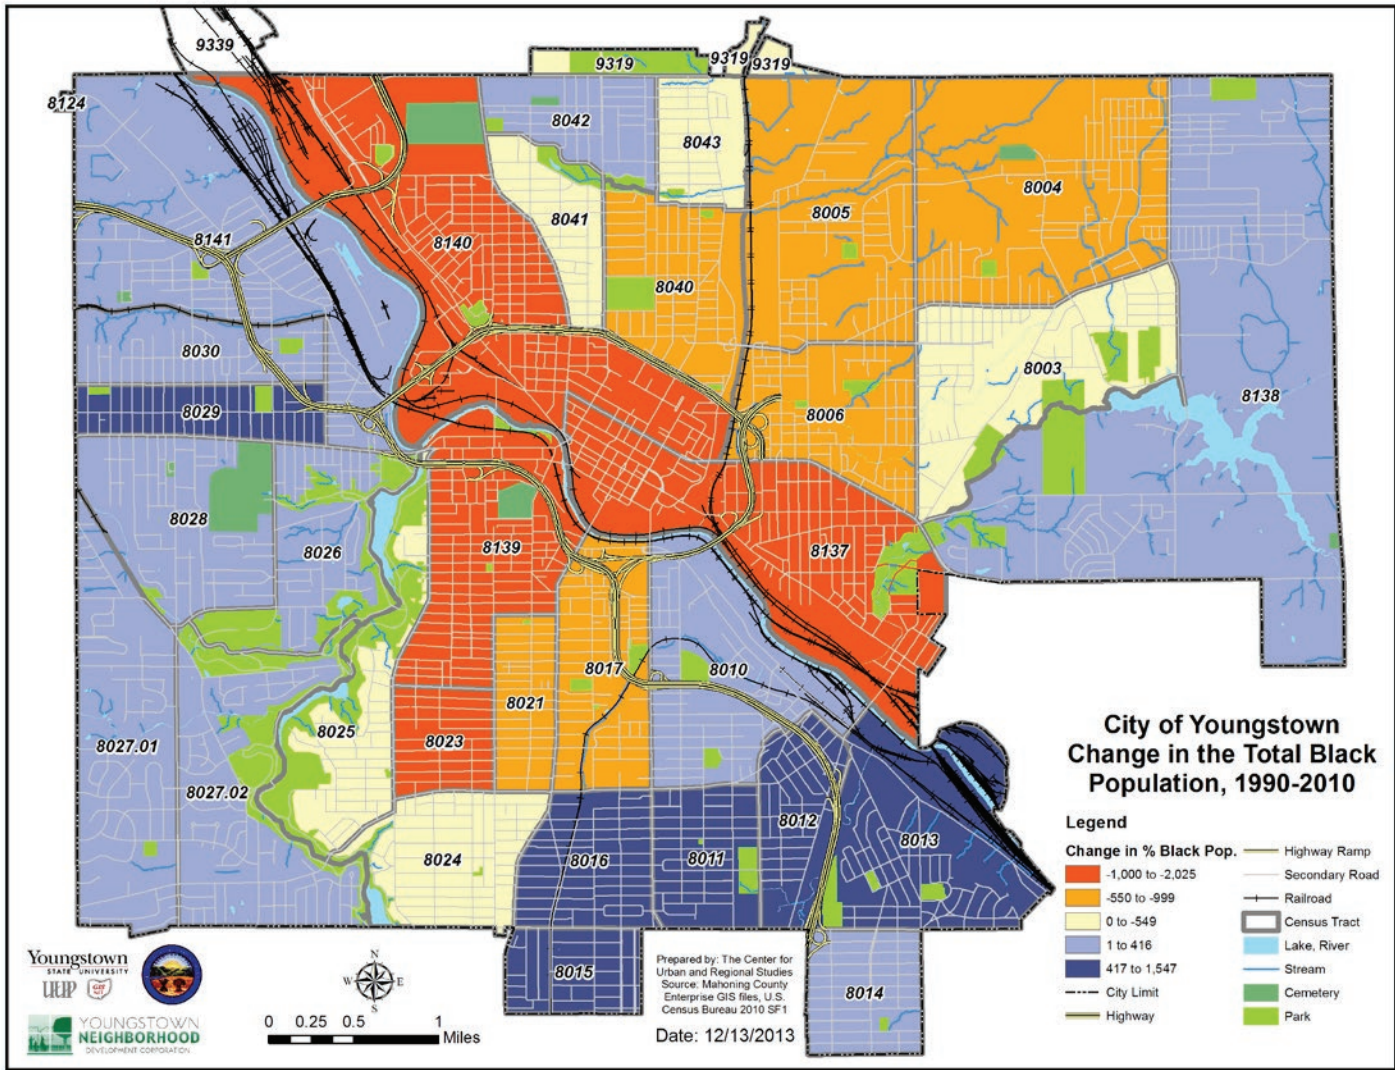 9339
9319
9319
9319
8124
8042
8043
8004
8005
8041
8141
8140
8040
8030
8003
8138
8029
8006
8028
8026
8139
8137
8017
8010
8021
8025
8023
8027.01
8027.02
8012
8013
8024
8016
8011
8015
8014
City of Youngstown
Change in the Total Black
Population, 1990-2010
Legend
Change in % Black Pop.
-1,000 to -2,025
-550 to -999
0 to -549
1 to 416
417 to 1,547
City Limit
Highway
Highway Ramp
Secondary Road
Railroad
Census Tract
Lake, River
Stream
Cemetery
Park
Youngstown
STATE UNIVERSITY
YOUNGSTOWN
NEIGHBORHOOD
DEVELOPMENT CORPORATION
N
W E
S
0 0.25 0.5 1
Miles
Prepared by: The Center for
Urban and Regional Studies
Source: Mahoning County
Enterprise GIS files, U.S.
Census Bureau 2010 SF1
Date: 12/13/2013